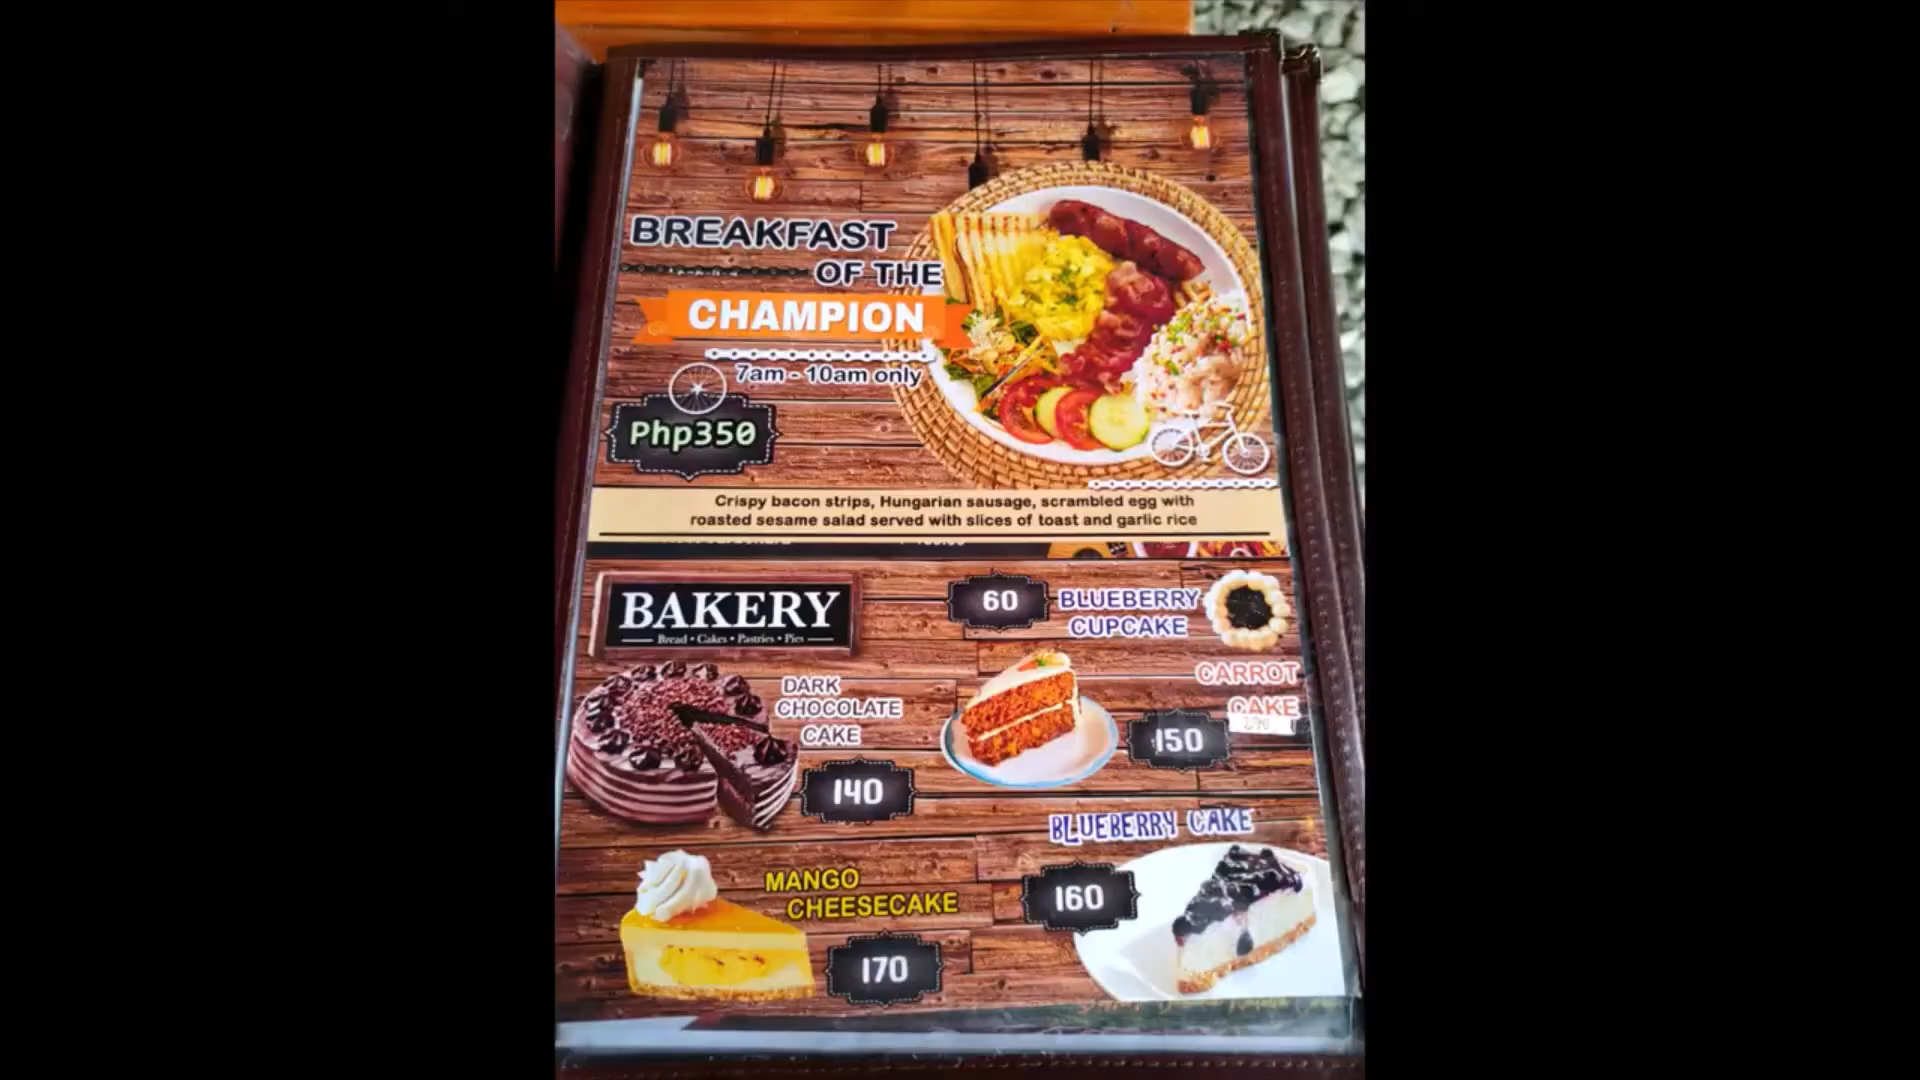 BREAKFAST
OF THE
CHAMPION
7am - 10am only
Php350
Crispy bacon strips, Hungarian sausage, scrambled egg with
roasted sesame salad served with slices of toast and garlic rice
BAKERY
Bread • Cakes • Pastries • Pies
60
BLUEBERRY
CUPCAKE
DARK
CHOCOLATE
CAKE
140
CARROT
CAKE
150
BLUEBERRY CAKE
160
MANGO
CHEESECAKE
170